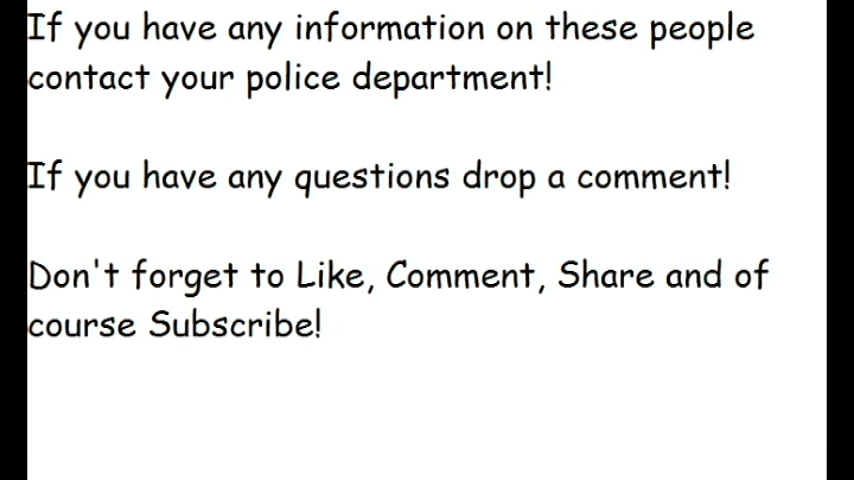 If you have any information on these people
contact your police department!
If you have any questions drop a comment!
Don't forget to Like, Comment, Share and of
course Subscribe!